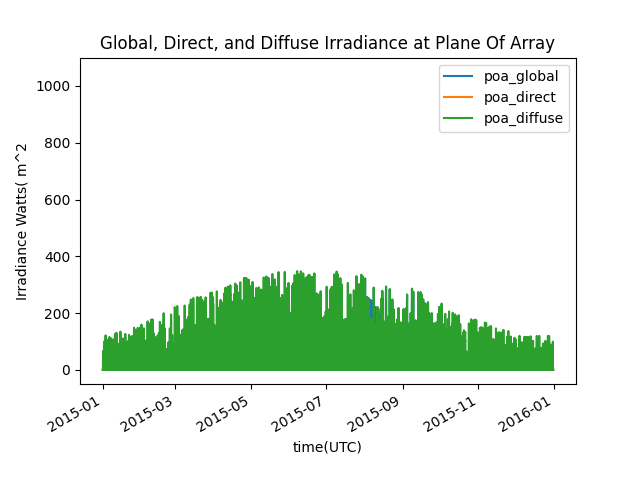 Global, Direct, and Diffuse Irradiance at Plane Of Array
poa_global
poa_direct
poa_diffuse
1000
800
600
400
200
0
Irradiance Watts( m^2
2015-01
2015-03
2015-05
2015-07
2015-09
2015-11
2016-01
time(UTC)